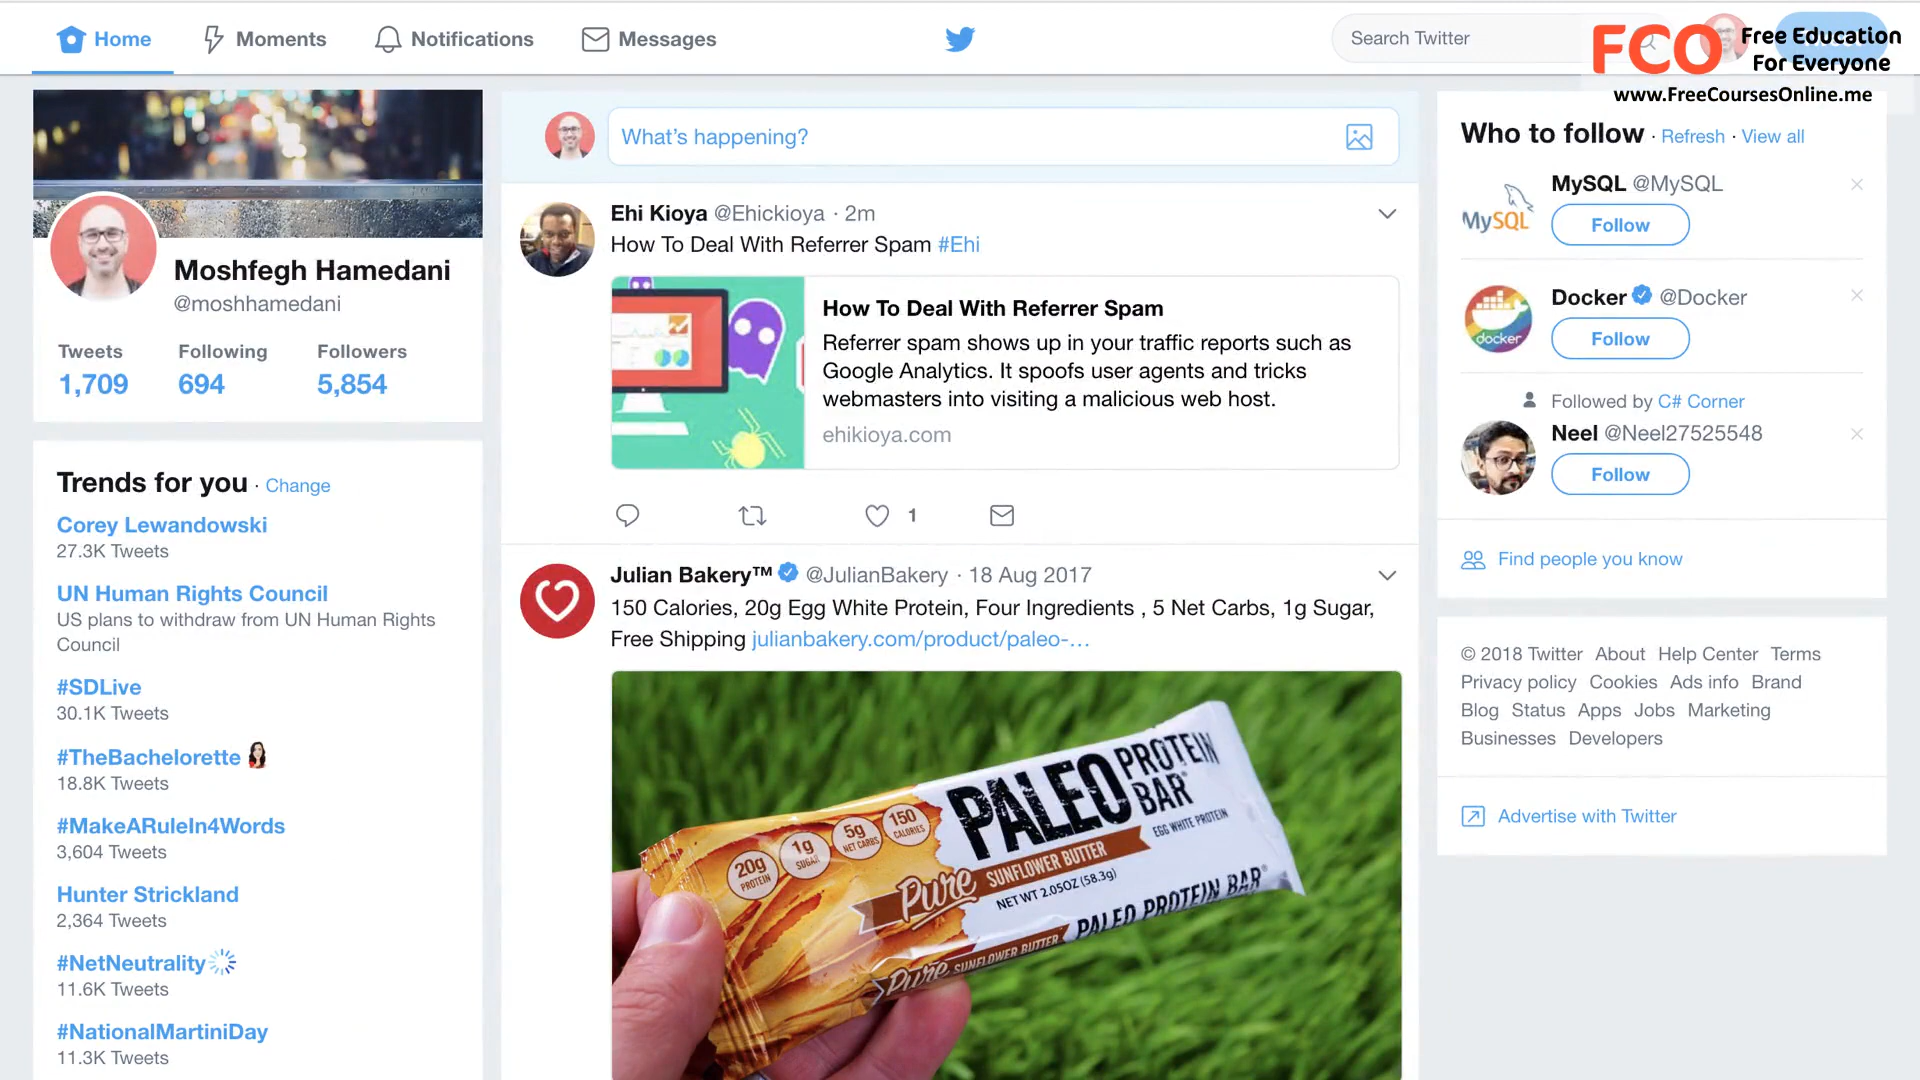 Home
Moments
Notifications
Messages
Search Twitter
FCO
Free Education
For Everyone
www.FreeCoursesOnline.me
Moshfegh Hamedani
@moshhamedani
Tweets Following Followers
1,709 694 5,854
Trends for you · Change
Corey Lewandowski
27.3K Tweets
UN Human Rights Council
US plans to withdraw from UN Human Rights
Council
#SDLive
30.1K Tweets
#TheBachelorette
18.8K Tweets
#MakeARuleIn4Words
3,604 Tweets
Hunter Strickland
2,364 Tweets
#NetNeutrality
11.6K Tweets
#NationalMartiniDay
11.3K Tweets
What's happening?
Ehi Kioya @Ehickioya · 2m
How To Deal With Referrer Spam #Ehi
How To Deal With Referrer Spam
Referrer spam shows up in your traffic reports such as
Google Analytics. It spoofs user agents and tricks
webmasters into visiting a malicious web host.
ehikioya.com
1
Julian Bakery™ @JulianBakery · 18 Aug 2017
150 Calories, 20g Egg White Protein, Four Ingredients , 5 Net Carbs, 1g Sugar,
Free Shipping julianbakery.com/product/paleo-…
PALEO PROTEIN
BAR
EGG WHITE PROTEIN
20g PROTEIN
1g SUGAR
5g NET CARBS
150 CALORIES
Pure SUNFLOWER BUTTER
NET WT 2.05OZ (58.3g)
PALEO PROTEIN BAR
Pure SUNFLOWER BUTTER
Who to follow · Refresh · View all
MySQL
MySQL @MySQL
Follow
docker
Docker @Docker
Follow
Followed by C# Corner
Neel @Neel27525548
Follow
Find people you know
© 2018 Twitter About Help Center Terms
Privacy policy Cookies Ads info Brand
Blog Status Apps Jobs Marketing
Businesses Developers
Advertise with Twitter